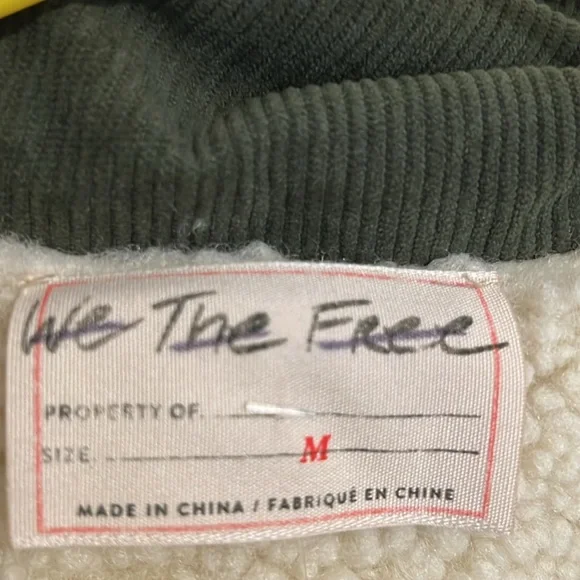 We The Free
PROPERTY OF.
SIZE. M
MADE IN CHINA / FABRIQUÉ EN CHINE